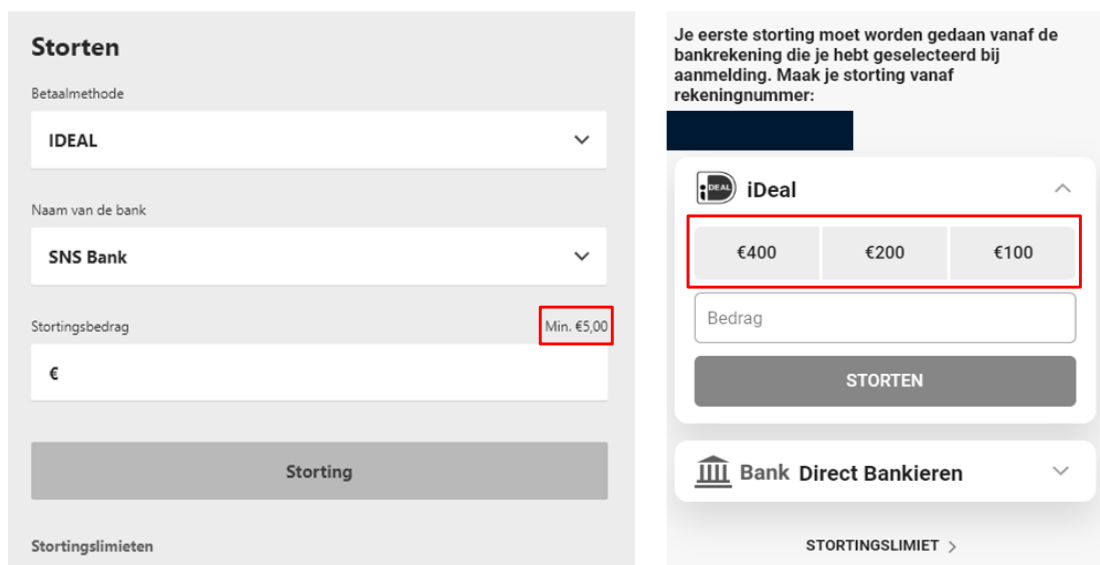 Storten
Betaalmethode
IDEAL
Naam van de bank
SNS Bank
Stortingsbedrag
Min. €5,00
€
Storting
Stortingslimieten
Je eerste storting moet worden gedaan vanaf de
bankrekening die je hebt geselecteerd bij
aanmelding. Maak je storting vanaf
rekeningnummer:
iDEAL iDeal
€400 €200 €100
Bedrag
STORTEN
Bank Direct Bankieren
STORTINGSLIMIET